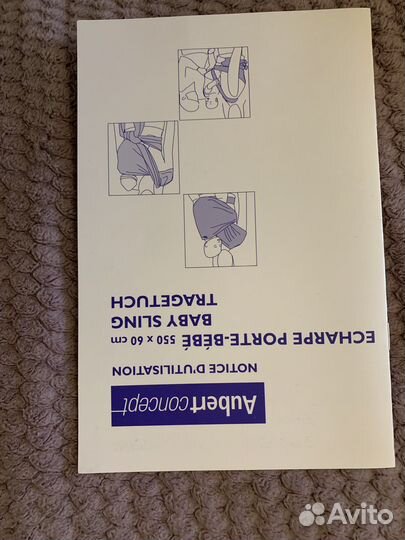 Aubert concept
NOTICE D'UTILISATION
ECHARPE PORTE-BÉBÉ 550 x 60 cm
BABY SLING
TRAGETUCH
Avito